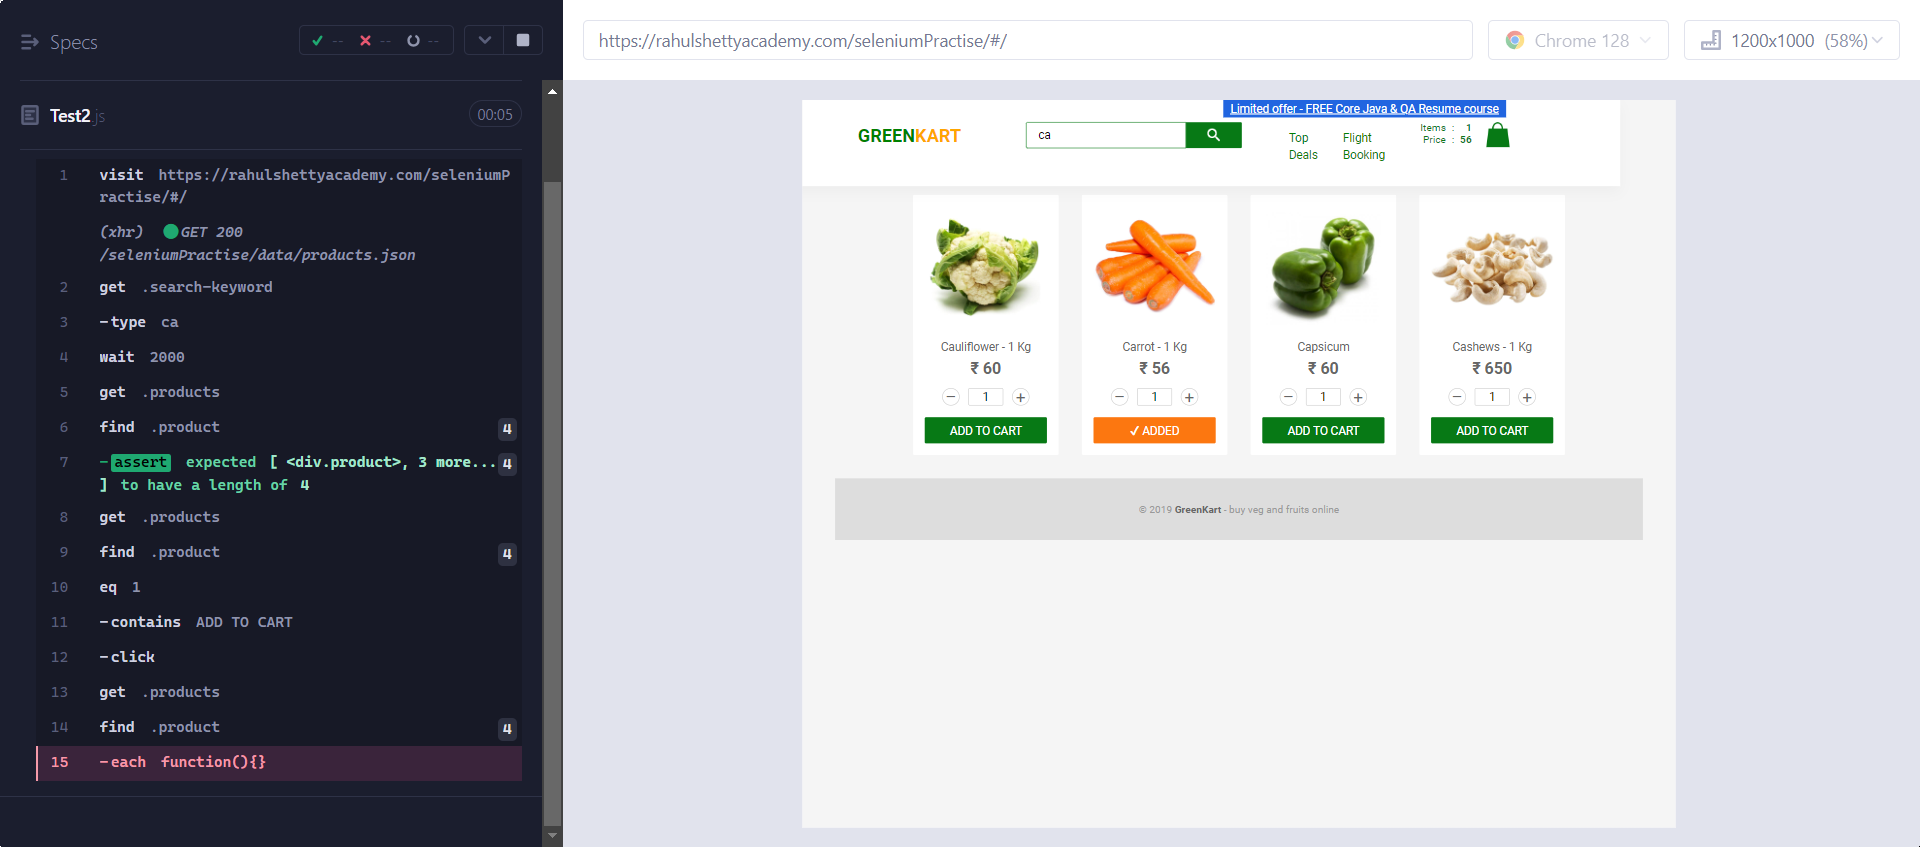 Specs
-- -- --
Test2 js
00:05
1 visit https://rahulshettyacademy.com/seleniumP
ractise/#/
(xhr) GET 200
/seleniumPractise/data/products.json
2 get .search-keyword
3 -type ca
4 wait 2000
5 get .products
6 find .product 4
7 -assert expected [ <div.product>, 3 more... 4
] to have a length of 4
8 get .products
9 find .product 4
10 eq 1
11 -contains ADD TO CART
12 -click
13 get .products
14 find .product 4
15 -each function(){}
https://rahulshettyacademy.com/seleniumPractise/#/
Chrome 128
1200x1000 (58%)
Limited offer - FREE Core Java & QA Resume course
GREENKART
ca
Top
Deals
Flight
Booking
Items : 1
Price : 56
Cauliflower - 1 Kg
₹ 60
− 1 +
ADD TO CART
Carrot - 1 Kg
₹ 56
− 1 +
✓ ADDED
Capsicum
₹ 60
− 1 +
ADD TO CART
Cashews - 1 Kg
₹ 650
− 1 +
ADD TO CART
© 2019 GreenKart - buy veg and fruits online